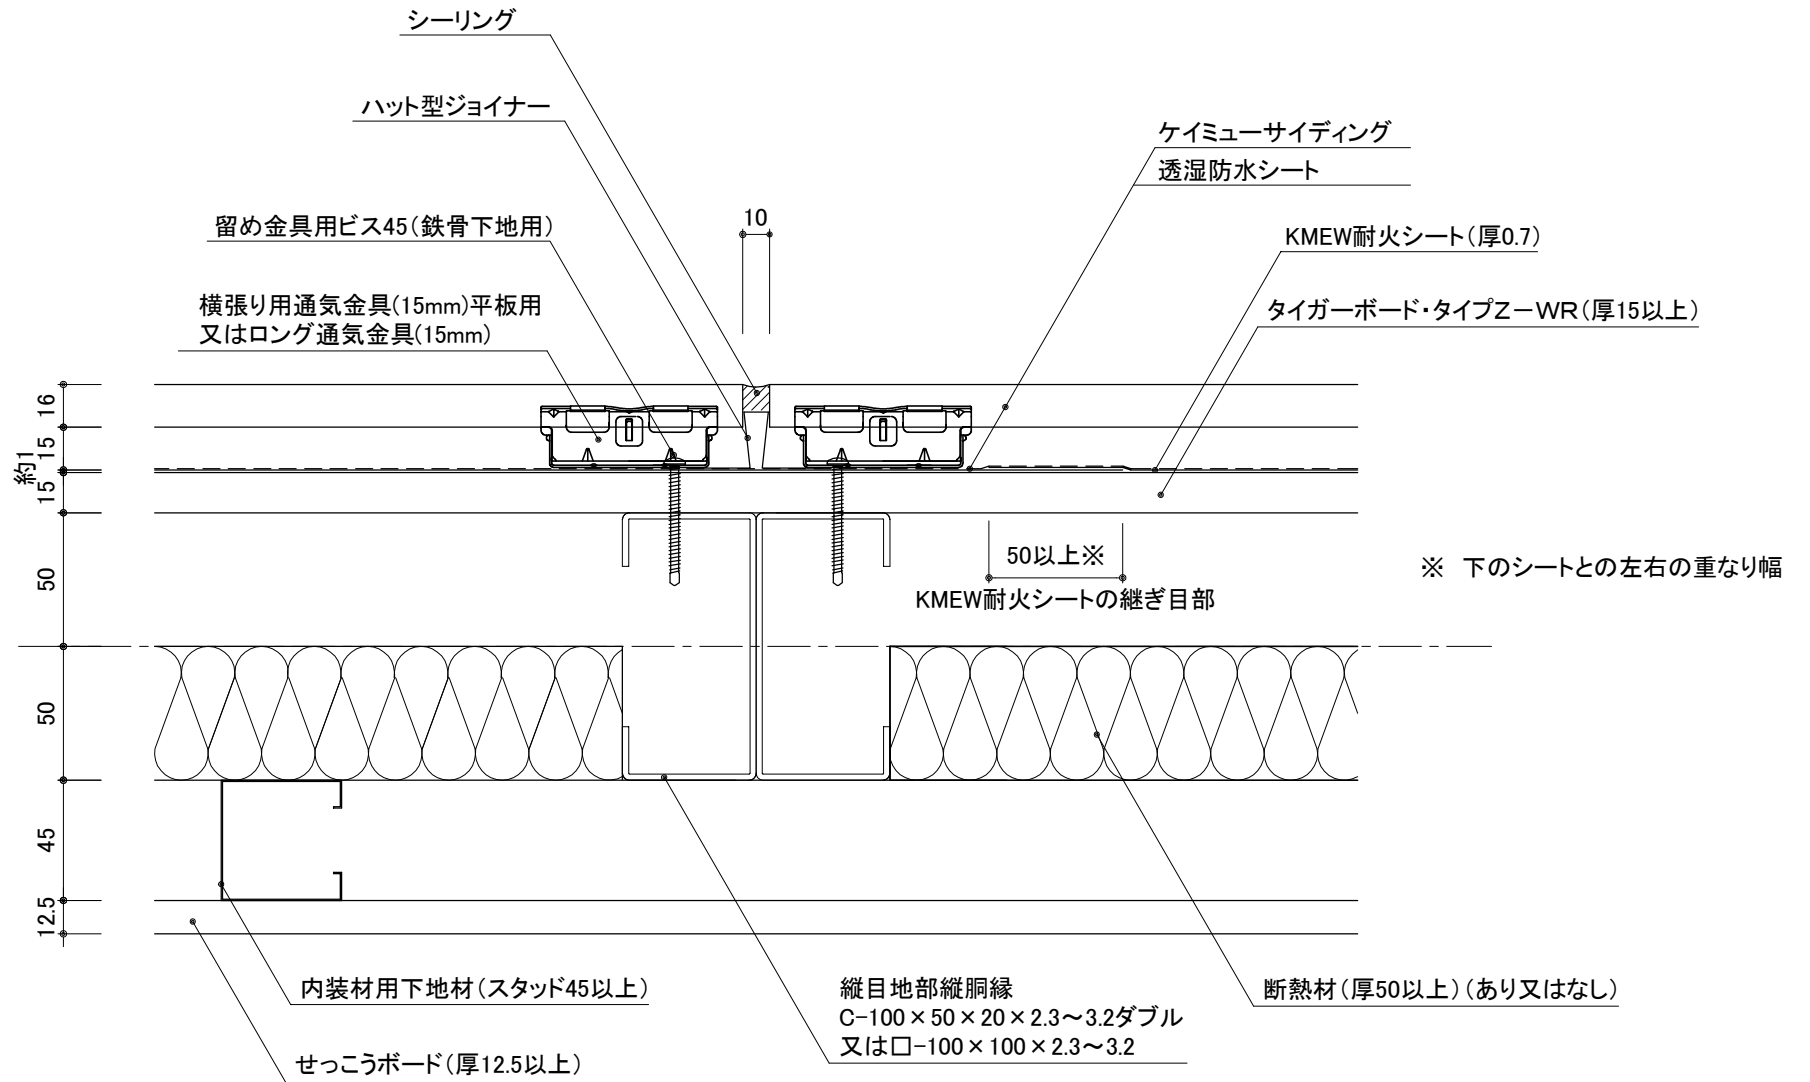 シーリング
ハット型ジョイナー
ケイミューサイディング
透湿防水シート
10
留め金具用ビス45(鉄骨下地用)
KMEW耐火シート(厚0.7)
横張り用通気金具(15mm)平板用
又はロング通気金具(15mm)
タイガーボード・タイプZ−WR(厚15以上)
16
15
約1
15
50
50以上※
※ 下のシートとの左右の重なり幅
KMEW耐火シートの継ぎ目部
50
45
12.5
内装材用下地材(スタッド45以上)
縦目地部縦胴縁
C-100×50×20×2.3～3.2ダブル
又は□-100×100×2.3～3.2
断熱材(厚50以上)(あり又はなし)
せっこうボード(厚12.5以上)